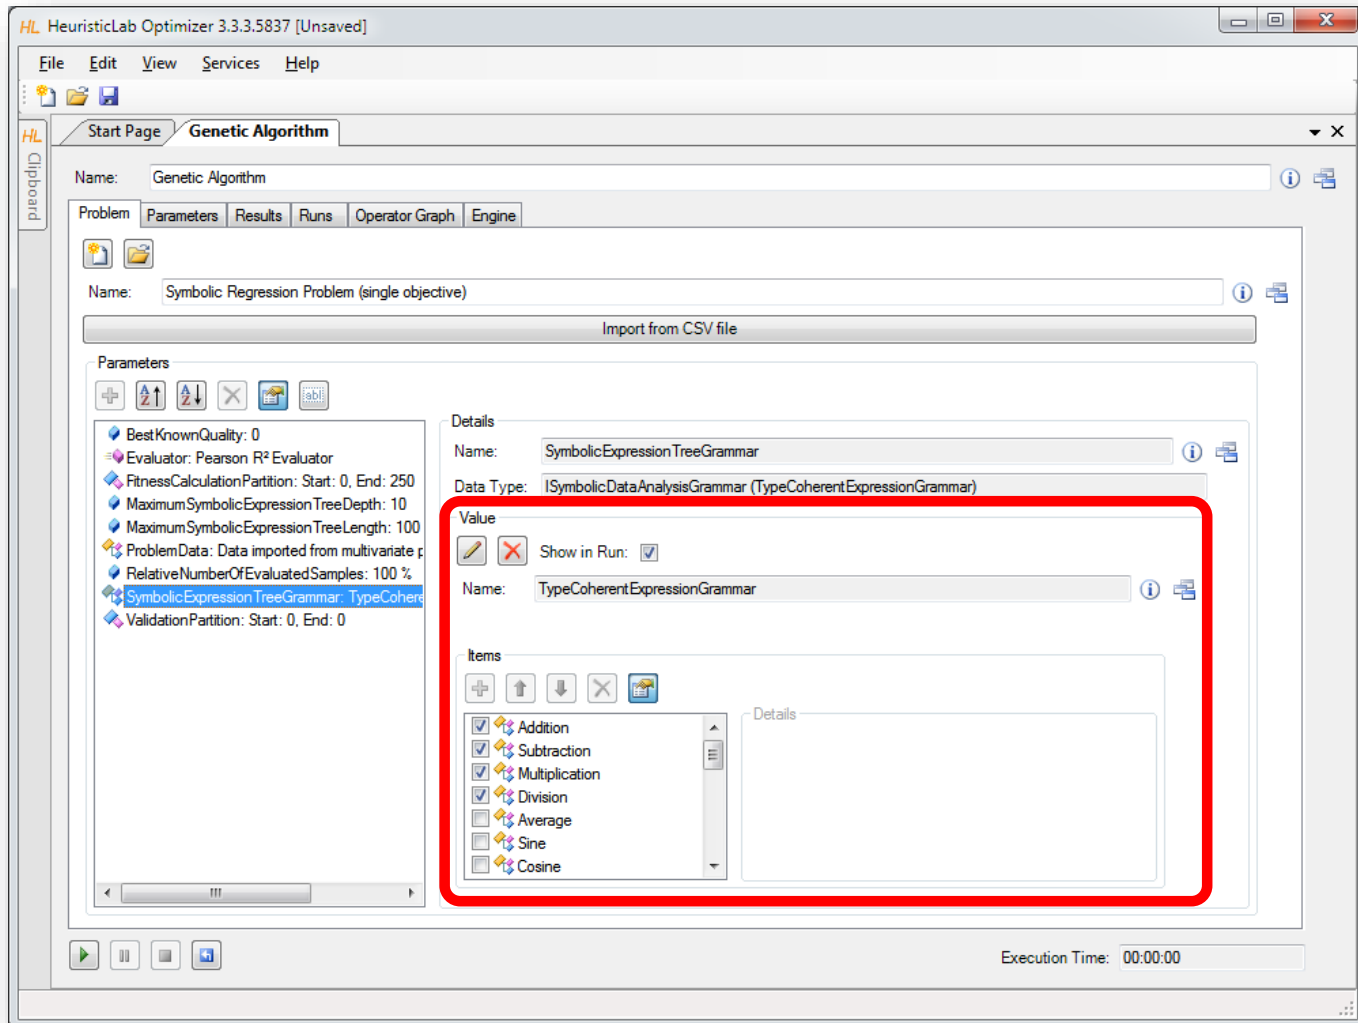 HL HeuristicLab Optimizer 3.3.3.5837 [Unsaved]
File Edit View Services Help
HL Clipboard
Start Page Genetic Algorithm
Name: Genetic Algorithm
Problem Parameters Results Runs Operator Graph Engine
Name: Symbolic Regression Problem (single objective)
Import from CSV file
Parameters
BestKnownQuality: 0
Evaluator: Pearson R² Evaluator
FitnessCalculationPartition: Start: 0, End: 250
MaximumSymbolicExpressionTreeDepth: 10
MaximumSymbolicExpressionTreeLength: 100
ProblemData: Data imported from multivariate p
RelativeNumberOfEvaluatedSamples: 100 %
SymbolicExpressionTreeGrammar: TypeCohere
ValidationPartition: Start: 0, End: 0
Details
Name: SymbolicExpressionTreeGrammar
Data Type: ISymbolicDataAnalysisGrammar (TypeCoherentExpressionGrammar)
Value
Show in Run:
Name: TypeCoherentExpressionGrammar
Items
Addition
Subtraction
Multiplication
Division
Average
Sine
Cosine
Details
Execution Time: 00:00:00